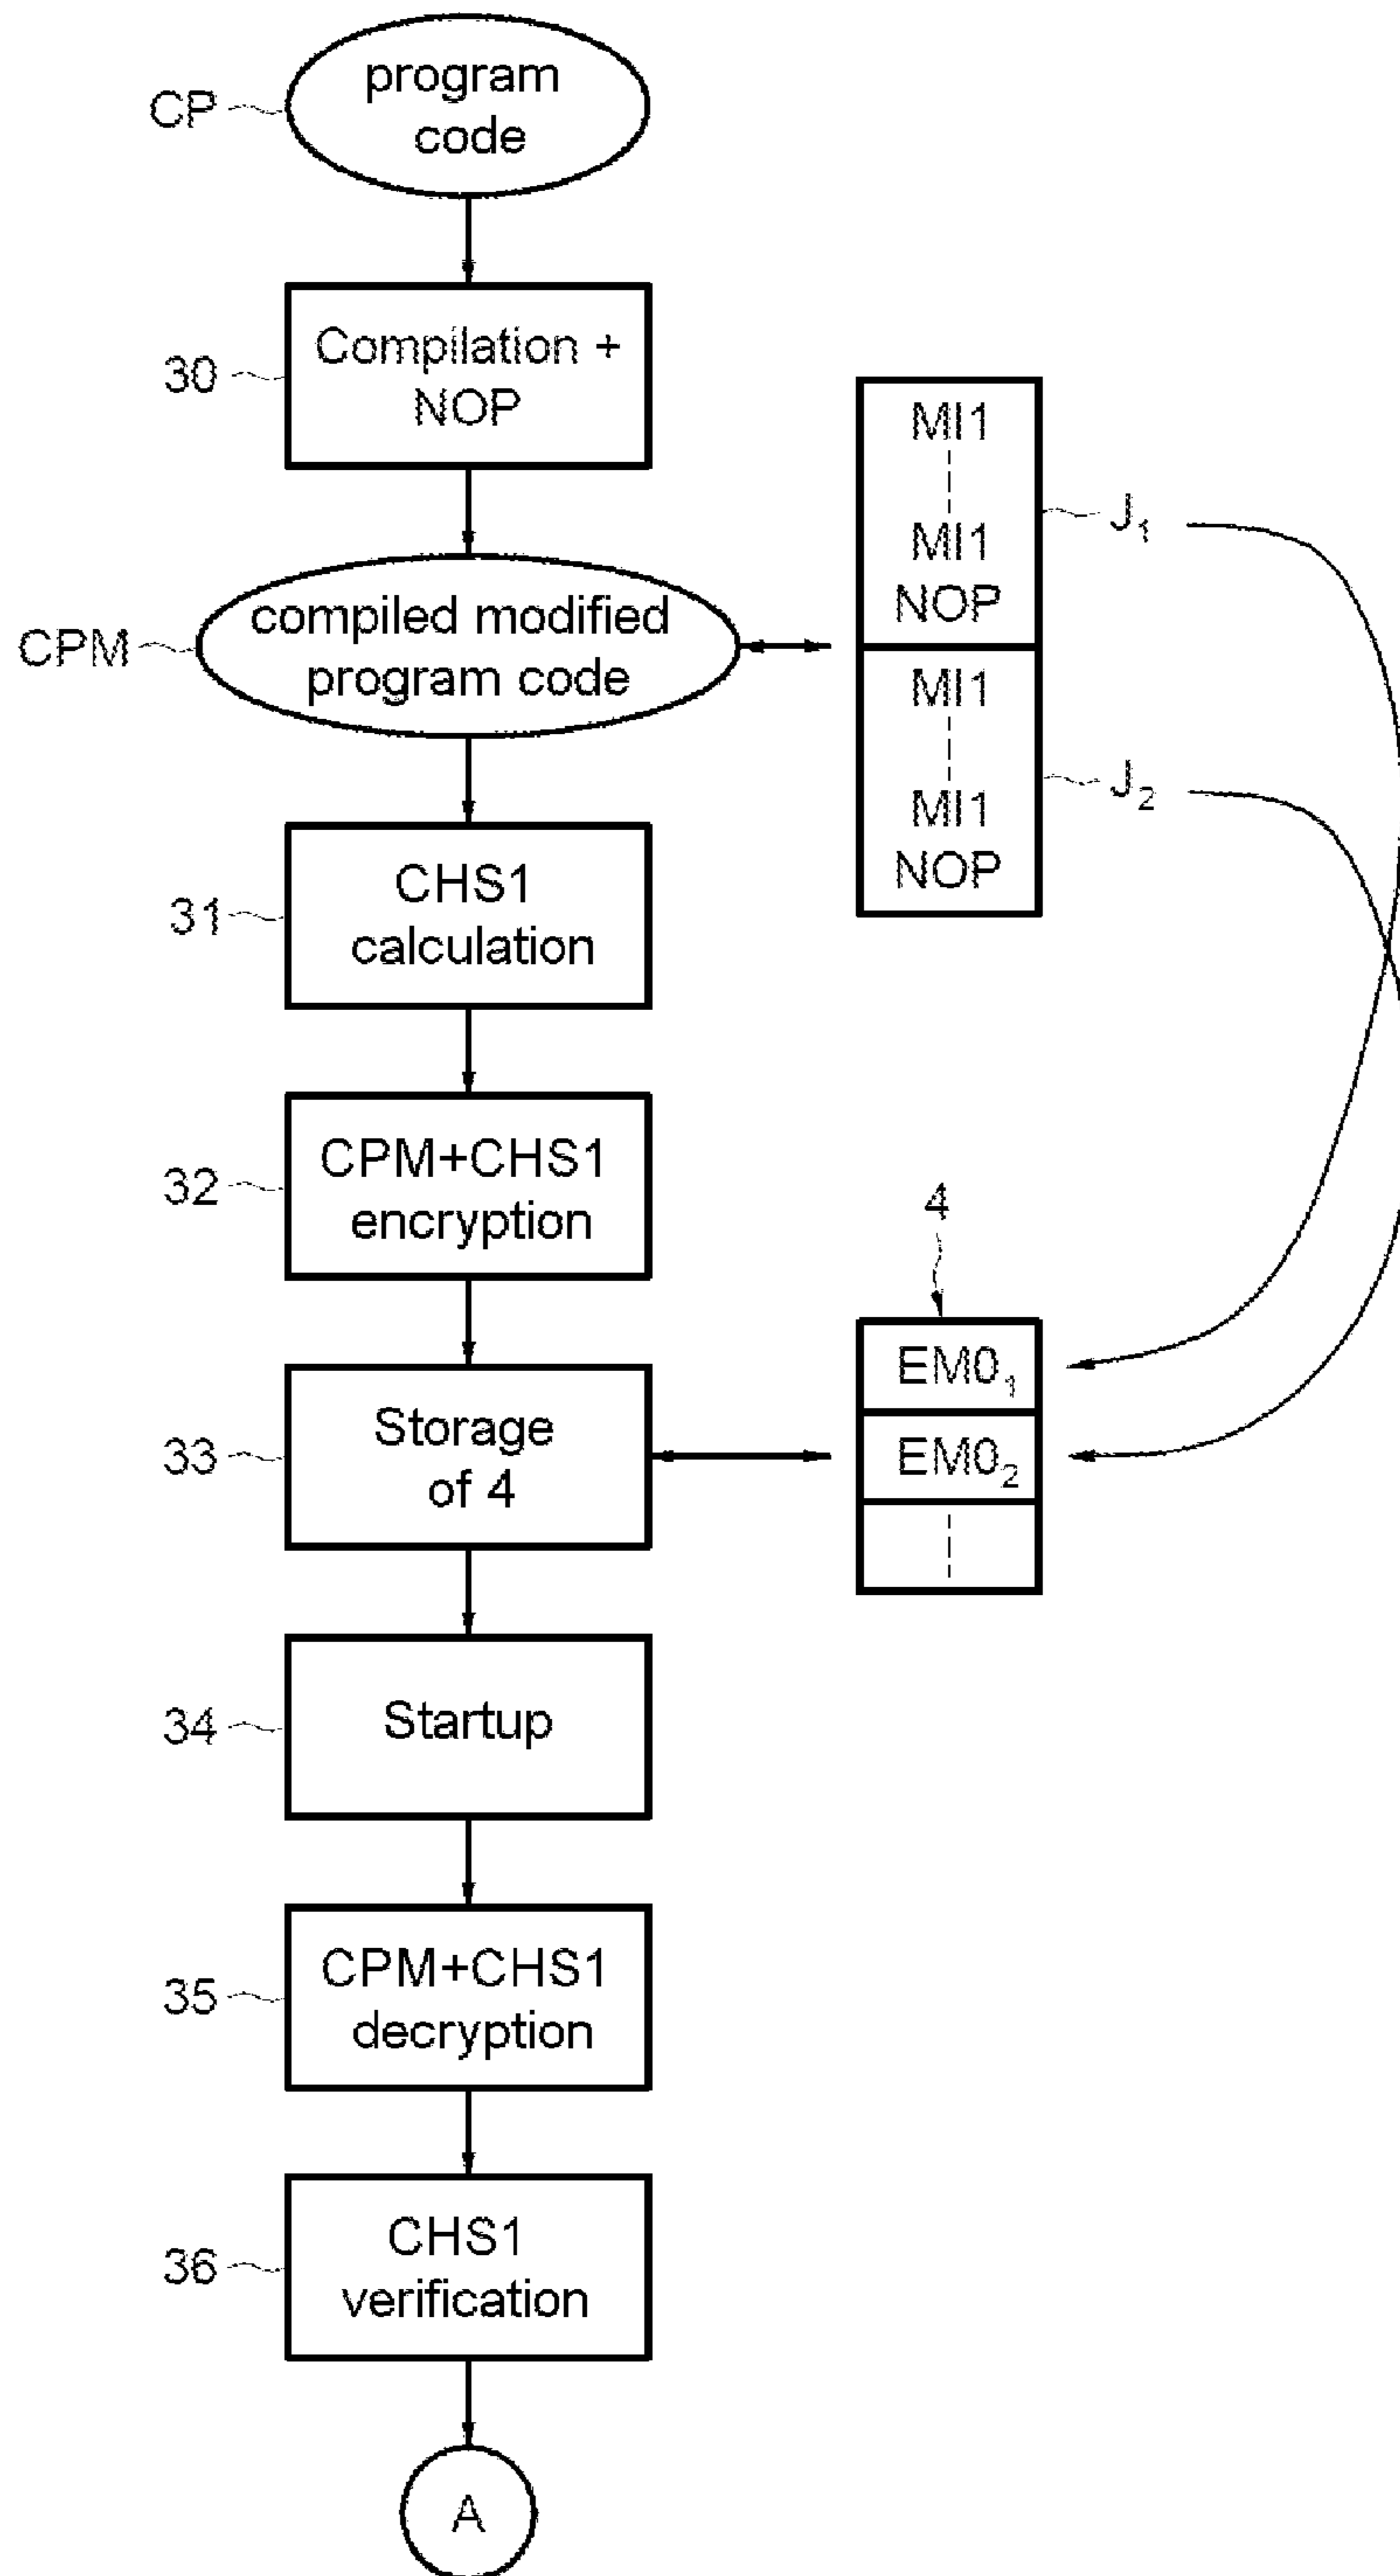 program
code
CP
Compilation +
NOP
30
MI1
MI1
NOP
J1
compiled modified
program code
CPM
MI1
MI1
NOP
J2
CHS1
calculation
31
CPM+CHS1
encryption
32
4
EM01
EM02
Storage
of 4
33
Startup
34
CPM+CHS1
decryption
35
CHS1
verification
36
A